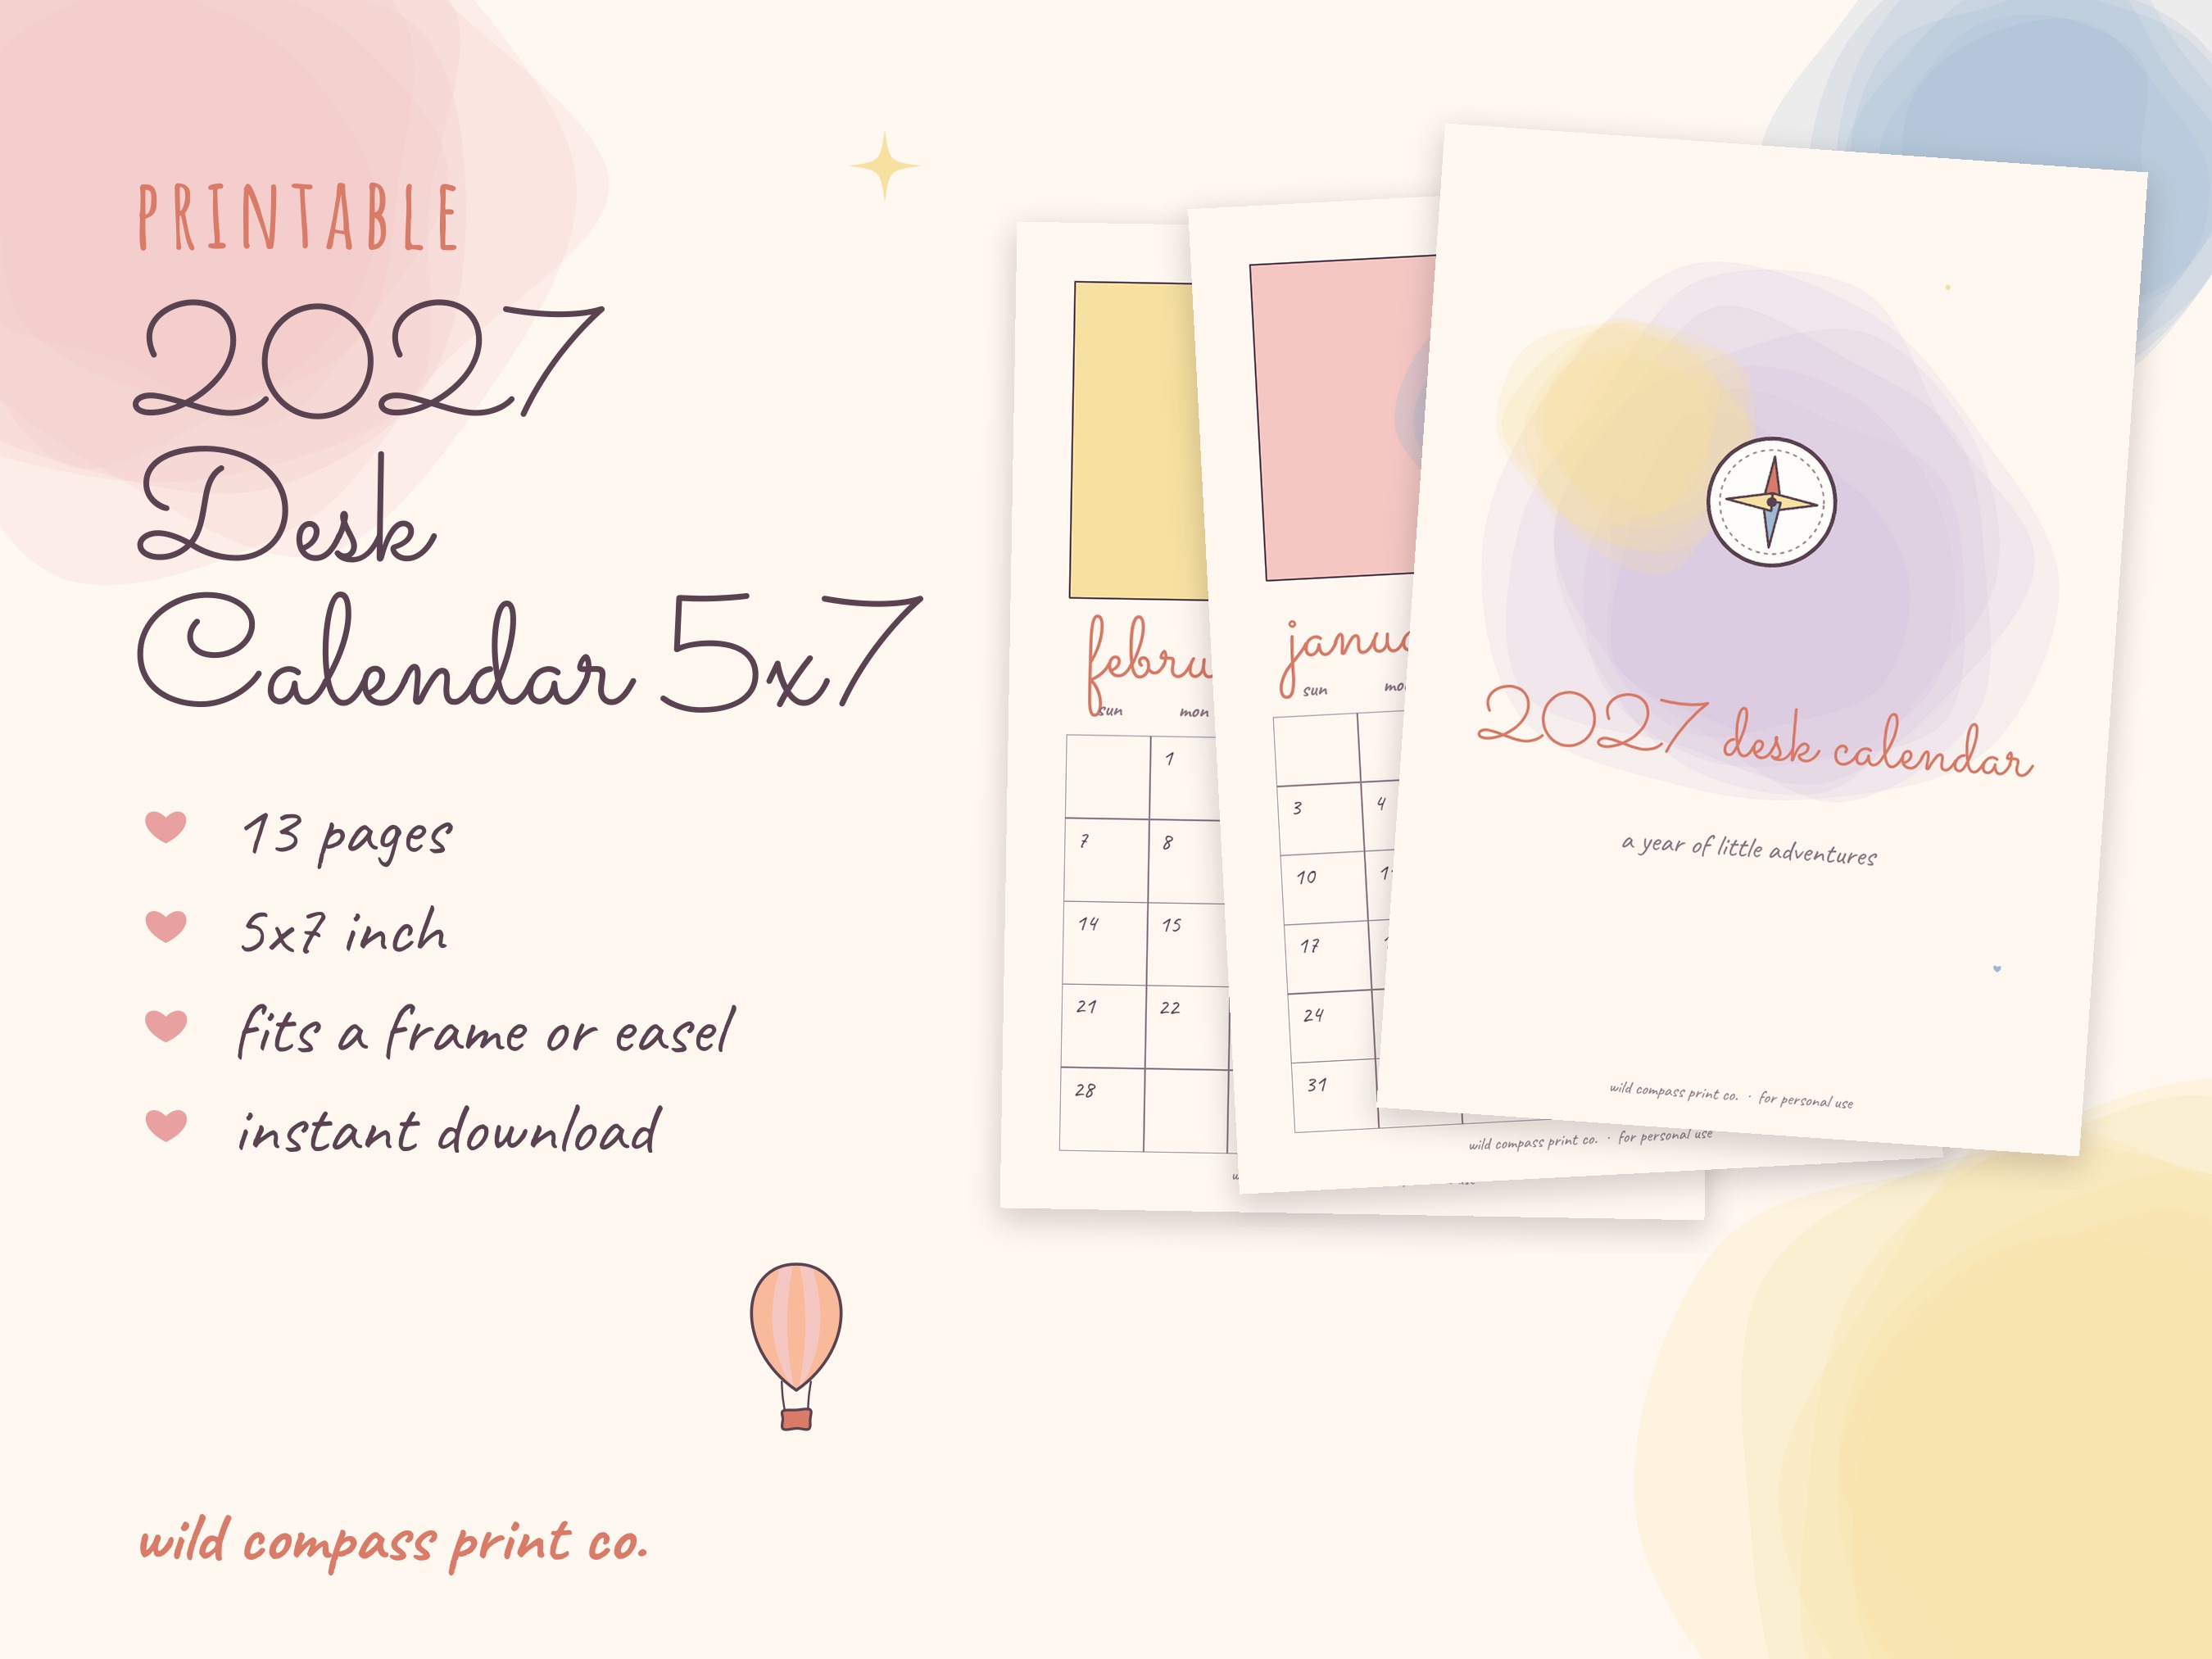 PRINTABLE
2027
Desk
Calendar 5x7
13 pages
5x7 inch
fits a frame or easel
instant download
wild compass print co.
sun mon
1
7 8
14 15
21 22
28
sun
3 4
10
17
24
31
wild compass print co. · for personal use
2027 desk calendar
a year of little adventures
wild compass print co. · for personal use